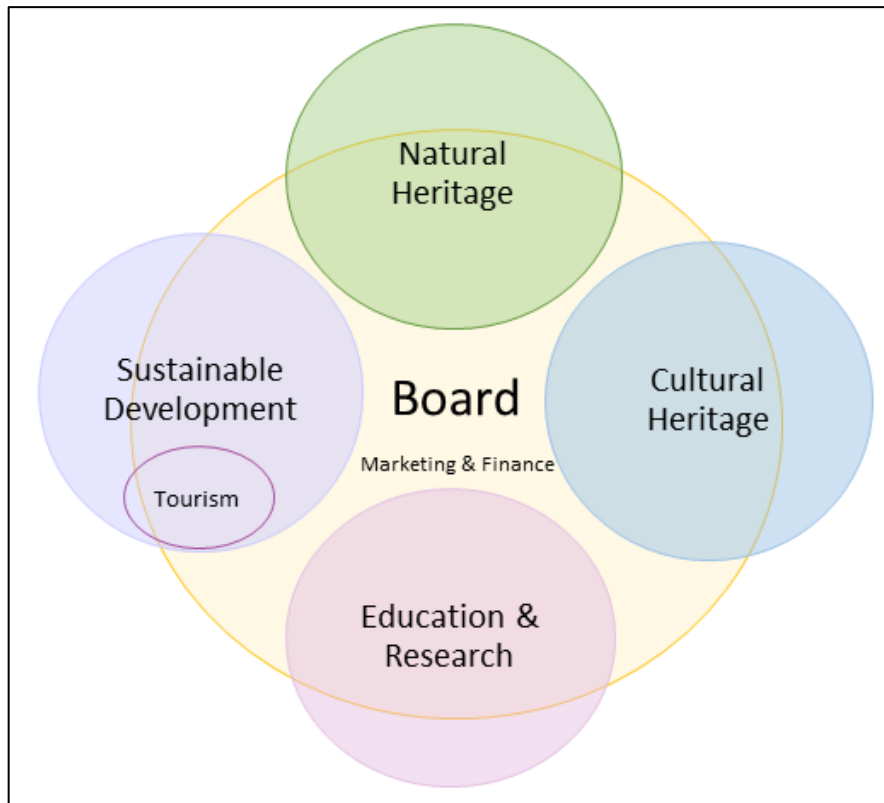 Natural
Heritage
Sustainable
Development
Tourism
Board
Marketing & Finance
Cultural
Heritage
Education &
Research